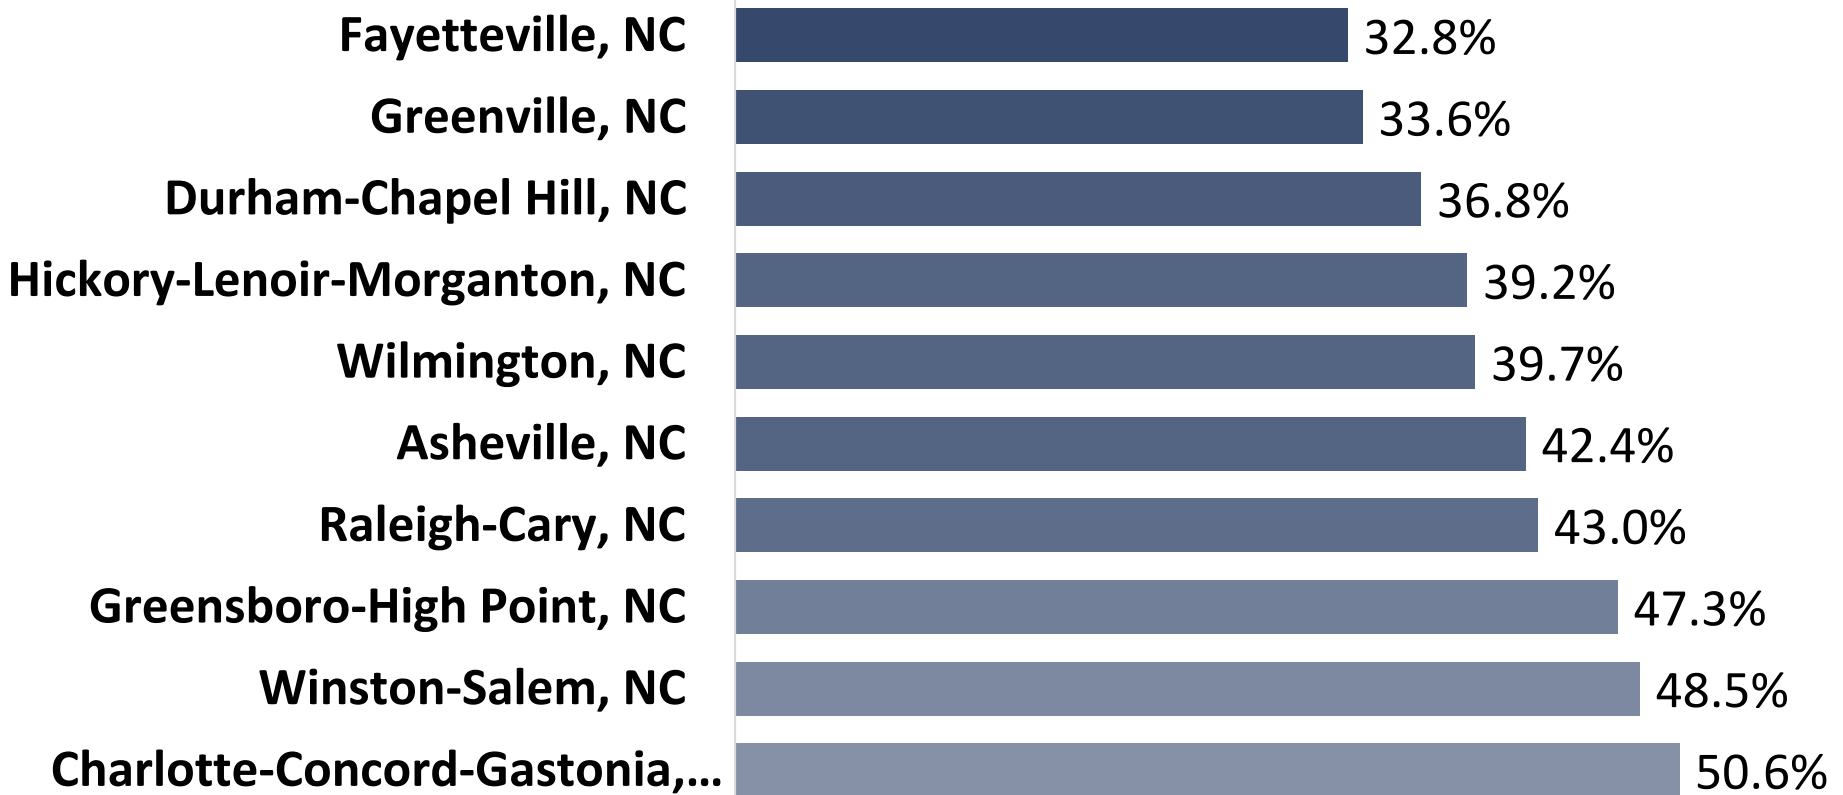 Fayetteville, NC 32.8%
Greenville, NC 33.6%
Durham-Chapel Hill, NC 36.8%
Hickory-Lenoir-Morganton, NC 39.2%
Wilmington, NC 39.7%
Asheville, NC 42.4%
Raleigh-Cary, NC 43.0%
Greensboro-High Point, NC 47.3%
Winston-Salem, NC 48.5%
Charlotte-Concord-Gastonia,... 50.6%